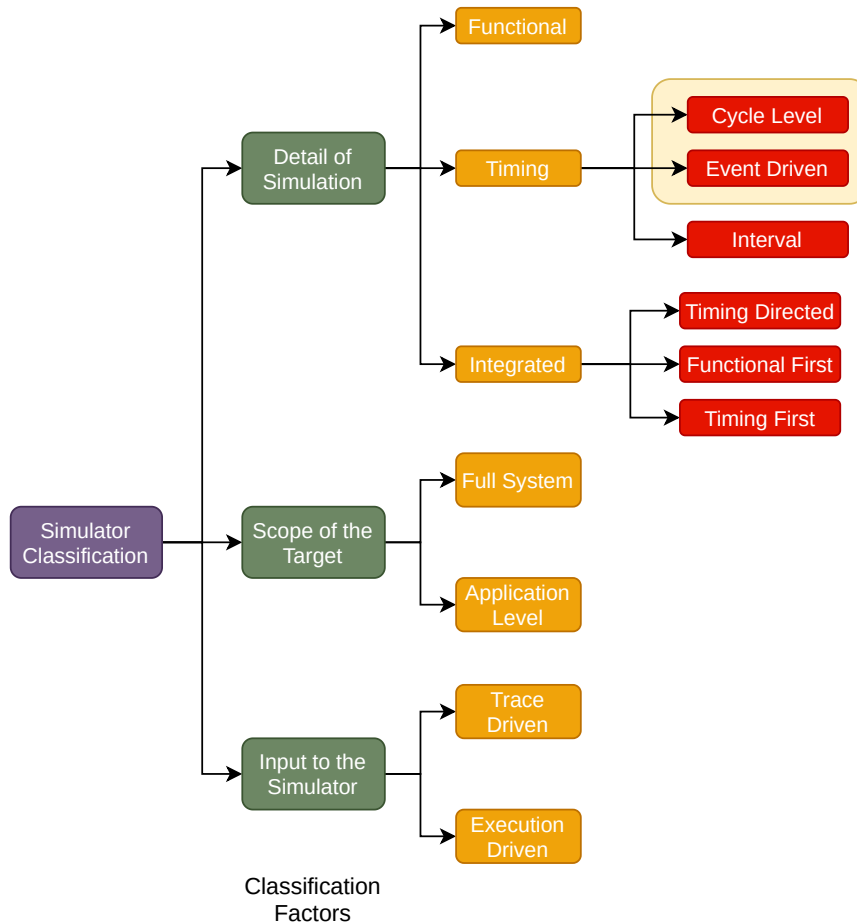 Functional
Cycle Level
Detail of
Simulation
Timing
Event Driven
Interval
Timing Directed
Integrated
Functional First
Timing First
Full System
Simulator
Classification
Scope of the
Target
Application
Level
Trace
Driven
Input to the
Simulator
Execution
Driven
Classification
Factors